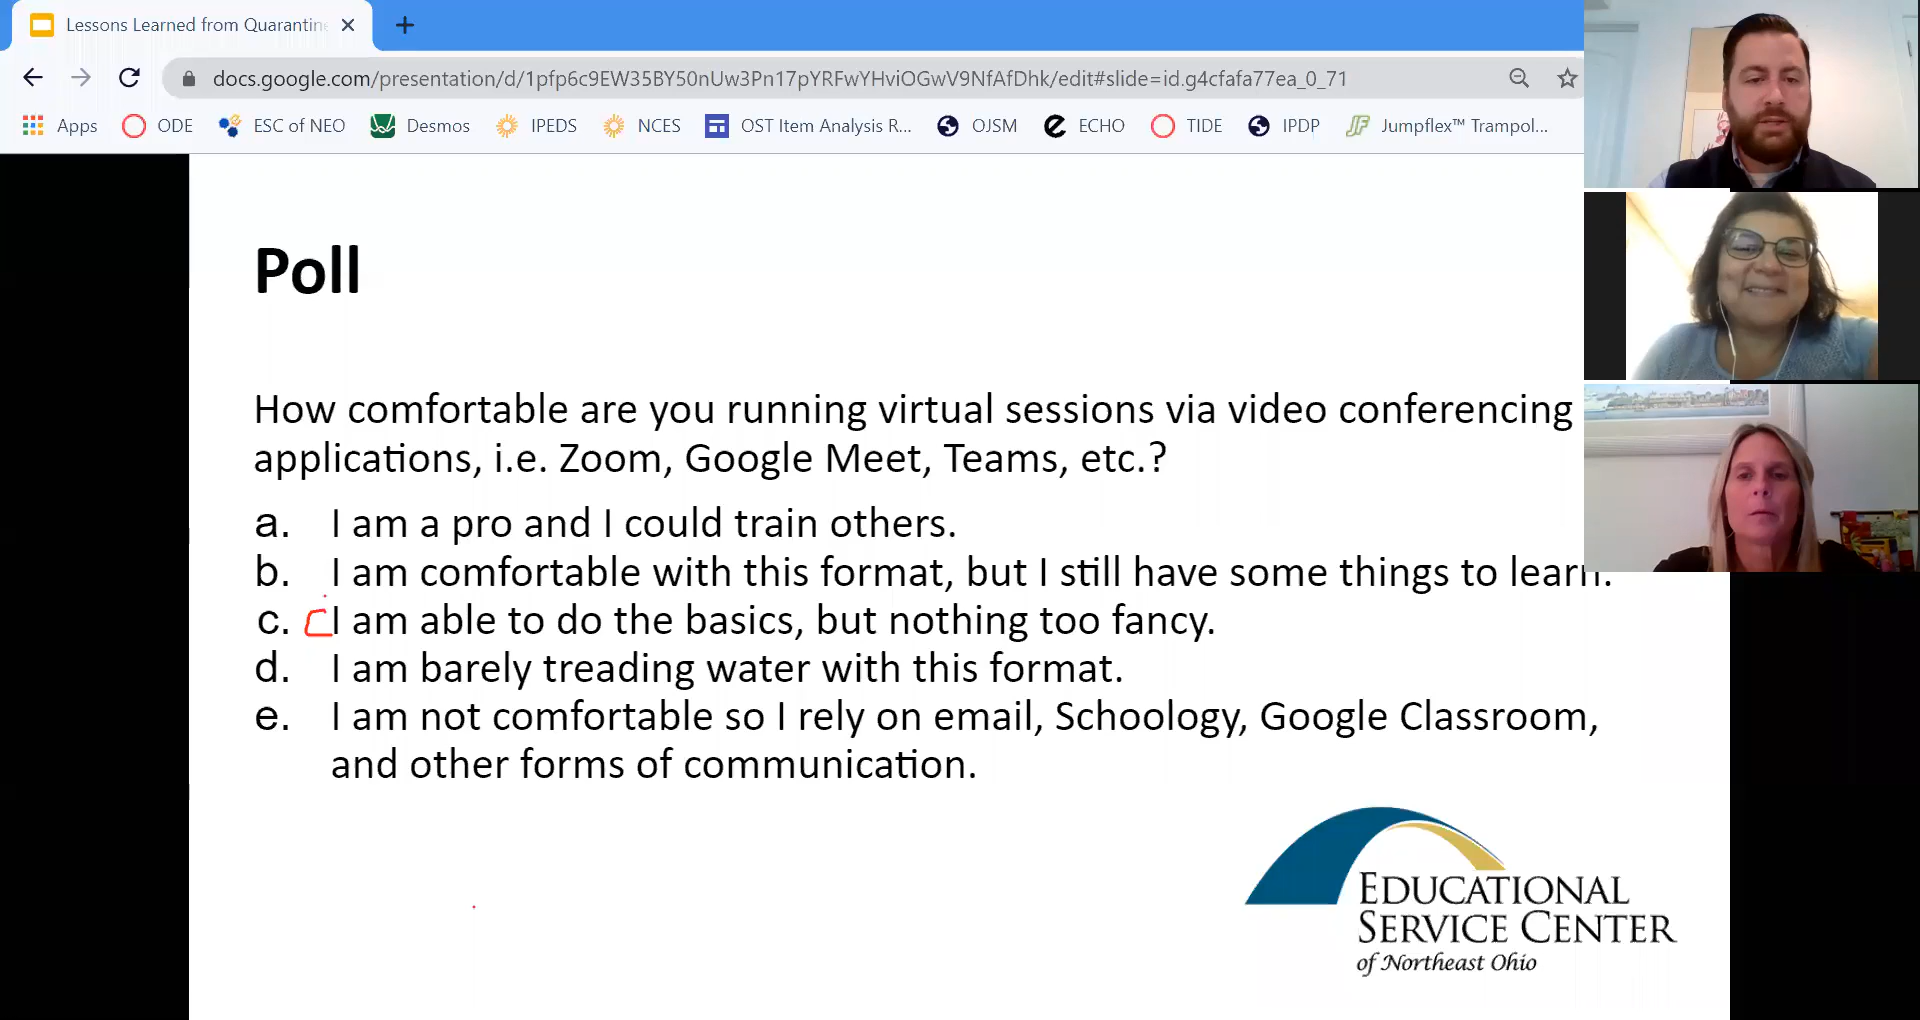 Lessons Learned from Quarantine
docs.google.com/presentation/d/1pfp6c9EW35BY50nUw3Pn17pYRFwYHviOGwV9NfAfDhk/edit#slide=id.g4cfafa77ea_0_71
Apps ODE ESC of NEO Desmos IPEDS NCES OST Item Analysis R... OJSM ECHO TIDE IPDP Jumpflex™ Trampol...
Poll
How comfortable are you running virtual sessions via video conferencing
applications, i.e. Zoom, Google Meet, Teams, etc.?
a. I am a pro and I could train others.
b. I am comfortable with this format, but I still have some things to learn.
c. I am able to do the basics, but nothing too fancy.
d. I am barely treading water with this format.
e. I am not comfortable so I rely on email, Schoology, Google Classroom,
and other forms of communication.
EDUCATIONAL
SERVICE CENTER
of Northeast Ohio